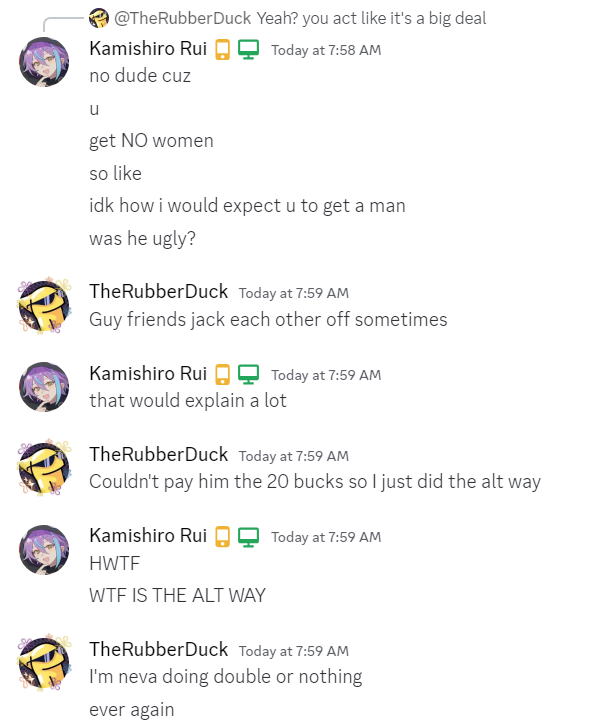 @TheRubberDuck Yeah? you act like it's a big deal
Kamishiro Rui Today at 7:58 AM
no dude cuz
u
get NO women
so like
idk how i would expect u to get a man
was he ugly?
TheRubberDuck Today at 7:59 AM
Guy friends jack each other off sometimes
Kamishiro Rui Today at 7:59 AM
that would explain a lot
TheRubberDuck Today at 7:59 AM
Couldn't pay him the 20 bucks so I just did the alt way
Kamishiro Rui Today at 7:59 AM
HWTF
WTF IS THE ALT WAY
TheRubberDuck Today at 7:59 AM
I'm neva doing double or nothing
ever again